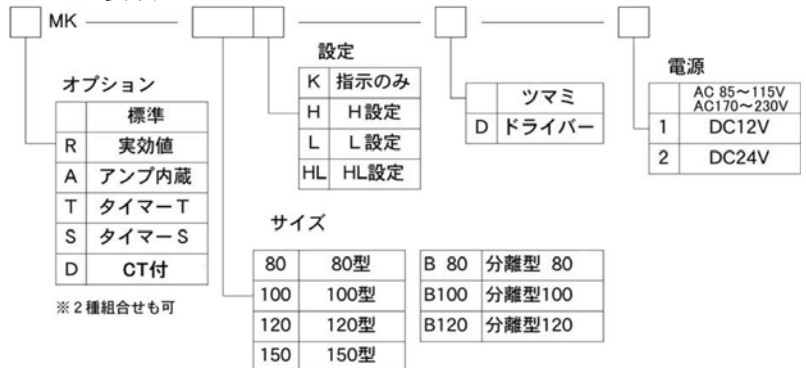 MK
オプション
標準
R 実効値
A アンプ内蔵
T タイマーT
S タイマーS
D CT付
※2種組合せも可
設定
K 指示のみ
H H設定
L L設定
HL HL設定
サイズ
80 80型
100 100型
120 120型
150 150型
B 80 分離型 80
B100 分離型100
B120 分離型120
ツマミ
D ドライバー
電源
AC 85～115V
AC170～230V
1 DC12V
2 DC24V